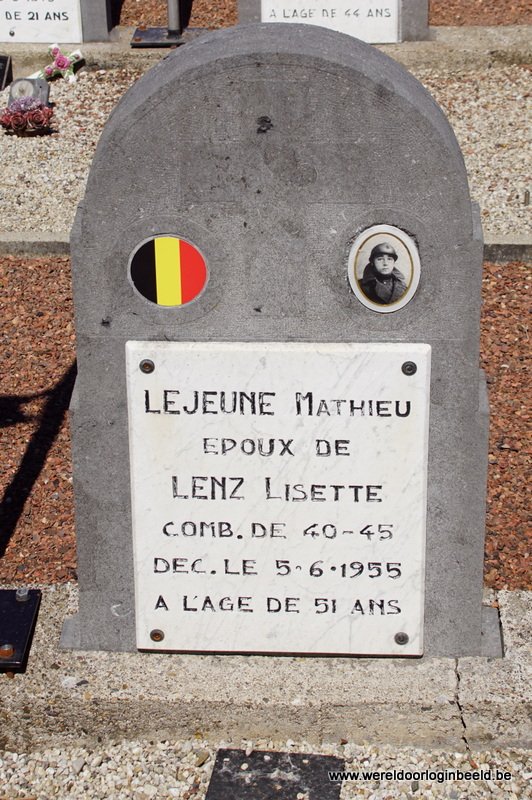 DE 21 ANS
A L'AGE DE 44 ANS
LEJEUNE MATHIEU
EPOUX DE
LENZ LISETTE
COMB. DE 40-45
DEC. LE 5·6·1955
A L'AGE DE 51 ANS
www.wereldoorloginbeeld.be